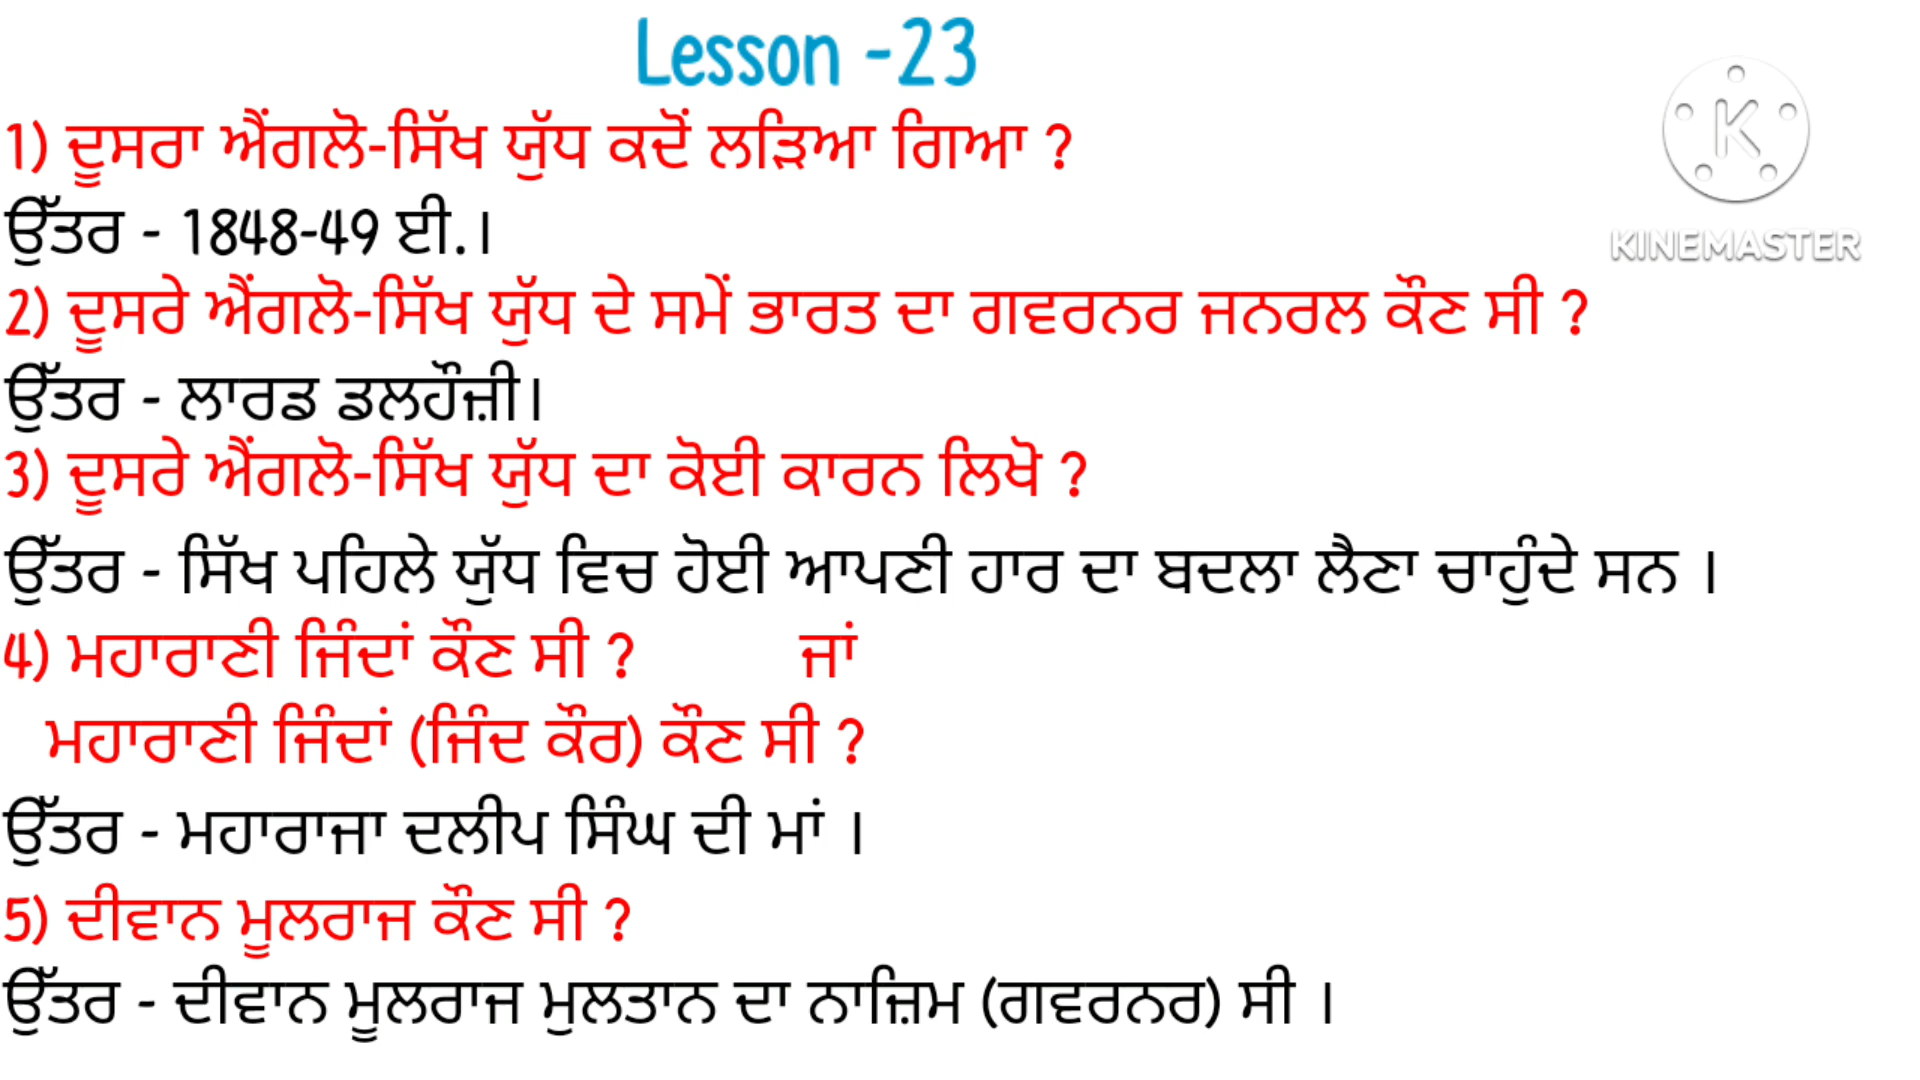 Lesson -23
1) ਦੂਸਰਾ ਐਂਗਲੋ-ਸਿੱਖ ਯੁੱਧ ਕਦੋਂ ਲੜਿਆ ਗਿਆ ?
ਉੱਤਰ - 1848-49 ਈ.।
2) ਦੂਸਰੇ ਐਂਗਲੋ-ਸਿੱਖ ਯੁੱਧ ਦੇ ਸਮੇਂ ਭਾਰਤ ਦਾ ਗਵਰਨਰ ਜਨਰਲ ਕੌਣ ਸੀ ?
ਉੱਤਰ - ਲਾਰਡ ਡਲਹੌਜ਼ੀ।
3) ਦੂਸਰੇ ਐਂਗਲੋ-ਸਿੱਖ ਯੁੱਧ ਦਾ ਕੋਈ ਕਾਰਨ ਲਿਖੋ ?
ਉੱਤਰ - ਸਿੱਖ ਪਹਿਲੇ ਯੁੱਧ ਵਿਚ ਹੋਈ ਆਪਣੀ ਹਾਰ ਦਾ ਬਦਲਾ ਲੈਣਾ ਚਾਹੁੰਦੇ ਸਨ ।
4) ਮਹਾਰਾਣੀ ਜਿੰਦਾਂ ਕੌਣ ਸੀ ? ਜਾਂ
ਮਹਾਰਾਣੀ ਜਿੰਦਾਂ (ਜਿੰਦ ਕੌਰ) ਕੌਣ ਸੀ ?
ਉੱਤਰ - ਮਹਾਰਾਜਾ ਦਲੀਪ ਸਿੰਘ ਦੀ ਮਾਂ ।
5) ਦੀਵਾਨ ਮੂਲਰਾਜ ਕੌਣ ਸੀ ?
ਉੱਤਰ - ਦੀਵਾਨ ਮੂਲਰਾਜ ਮੁਲਤਾਨ ਦਾ ਨਾਜ਼ਿਮ (ਗਵਰਨਰ) ਸੀ ।
K
KINEMASTER